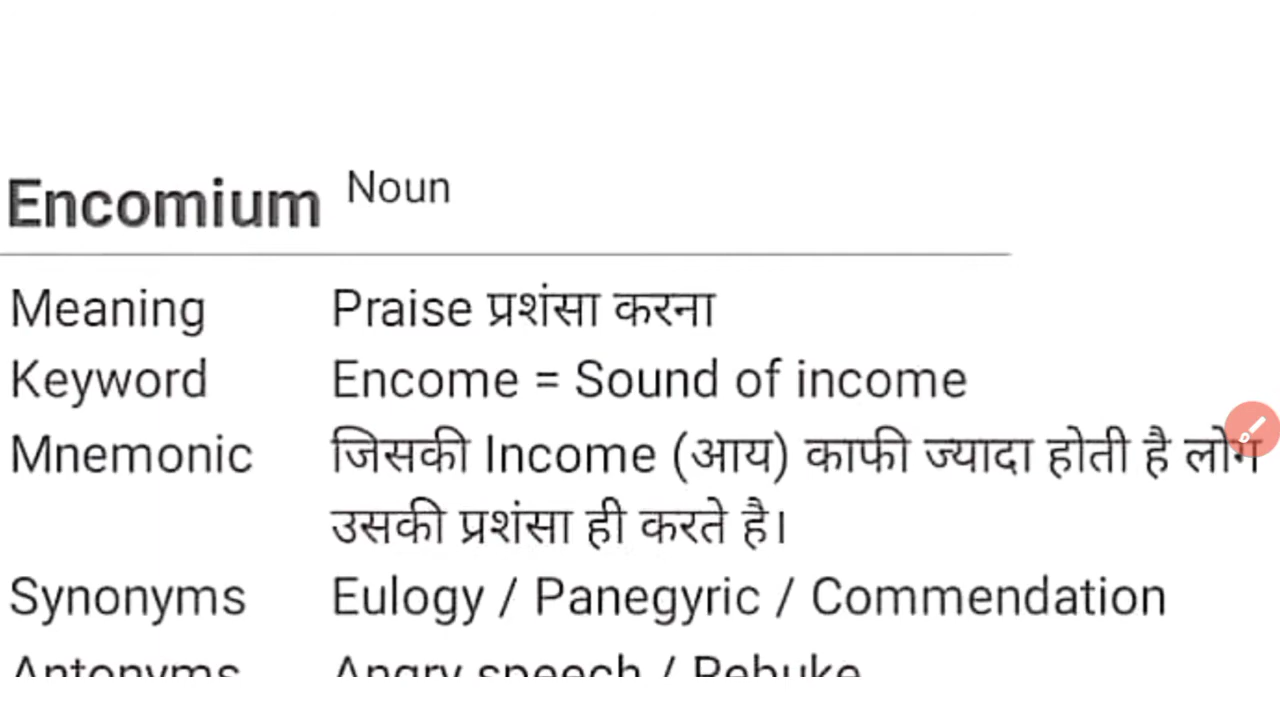 Encomium Noun
Meaning Praise प्रशंसा करना
Keyword Encome = Sound of income
Mnemonic जिसकी Income (आय) काफी ज्यादा होती है लोग
उसकी प्रशंसा ही करते है।
Synonyms Eulogy / Panegyric / Commendation
Antonyms Angry speech / Rebuke